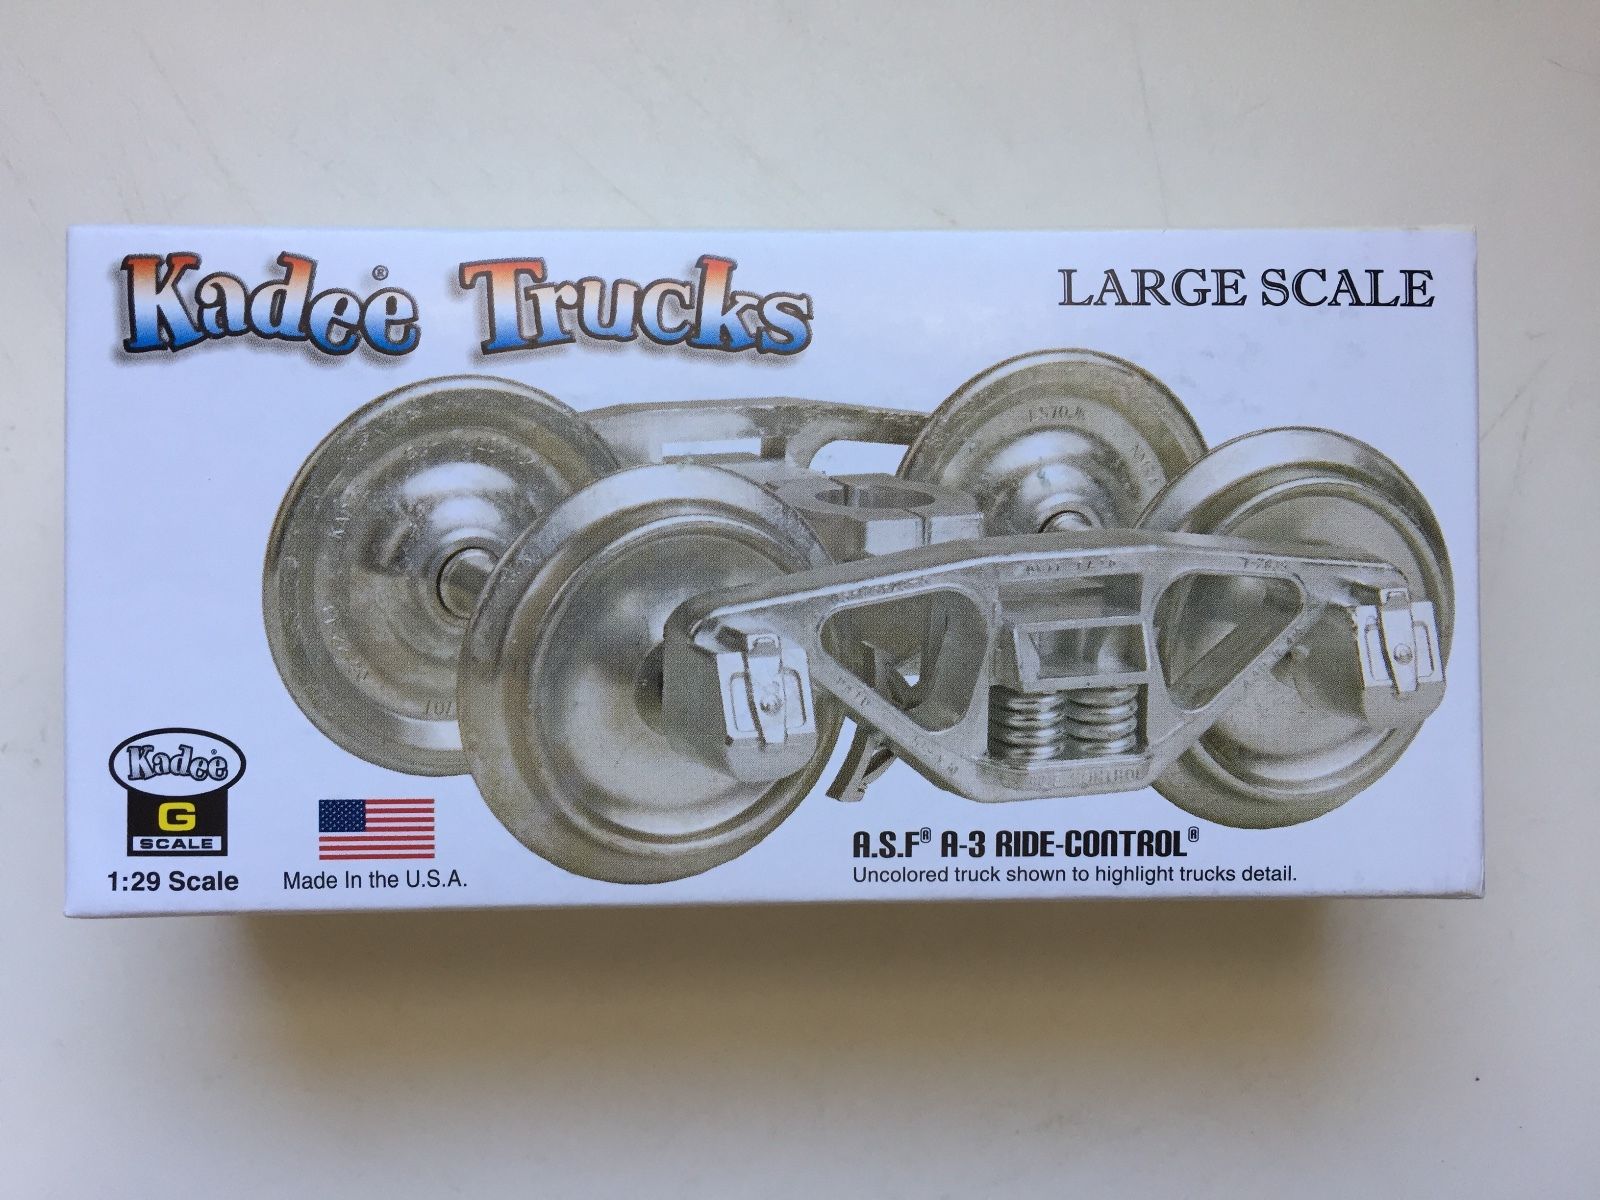 Kadee® Trucks
LARGE SCALE
Kadee®
G
SCALE
1:29 Scale
Made In the U.S.A.
A.S.F® A-3 RIDE-CONTROL®
Uncolored truck shown to highlight trucks detail.